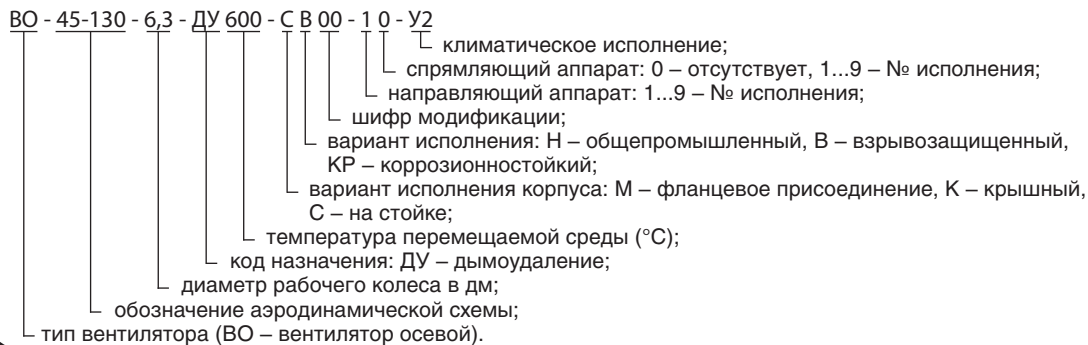 ВО - 45-130 - 6,3 - ДУ 600 - С В 00 - 1 0 - У2
климатическое исполнение;
спрямляющий аппарат: 0 – отсутствует, 1...9 – № исполнения;
направляющий аппарат: 1...9 – № исполнения;
шифр модификации;
вариант исполнения: Н – общепромышленный, В – взрывозащищенный,
КР – коррозионностойкий;
вариант исполнения корпуса: М – фланцевое присоединение, К – крышный,
С – на стойке;
температура перемещаемой среды (°С);
код назначения: ДУ – дымоудаление;
диаметр рабочего колеса в дм;
обозначение аэродинамической схемы;
тип вентилятора (ВО – вентилятор осевой).